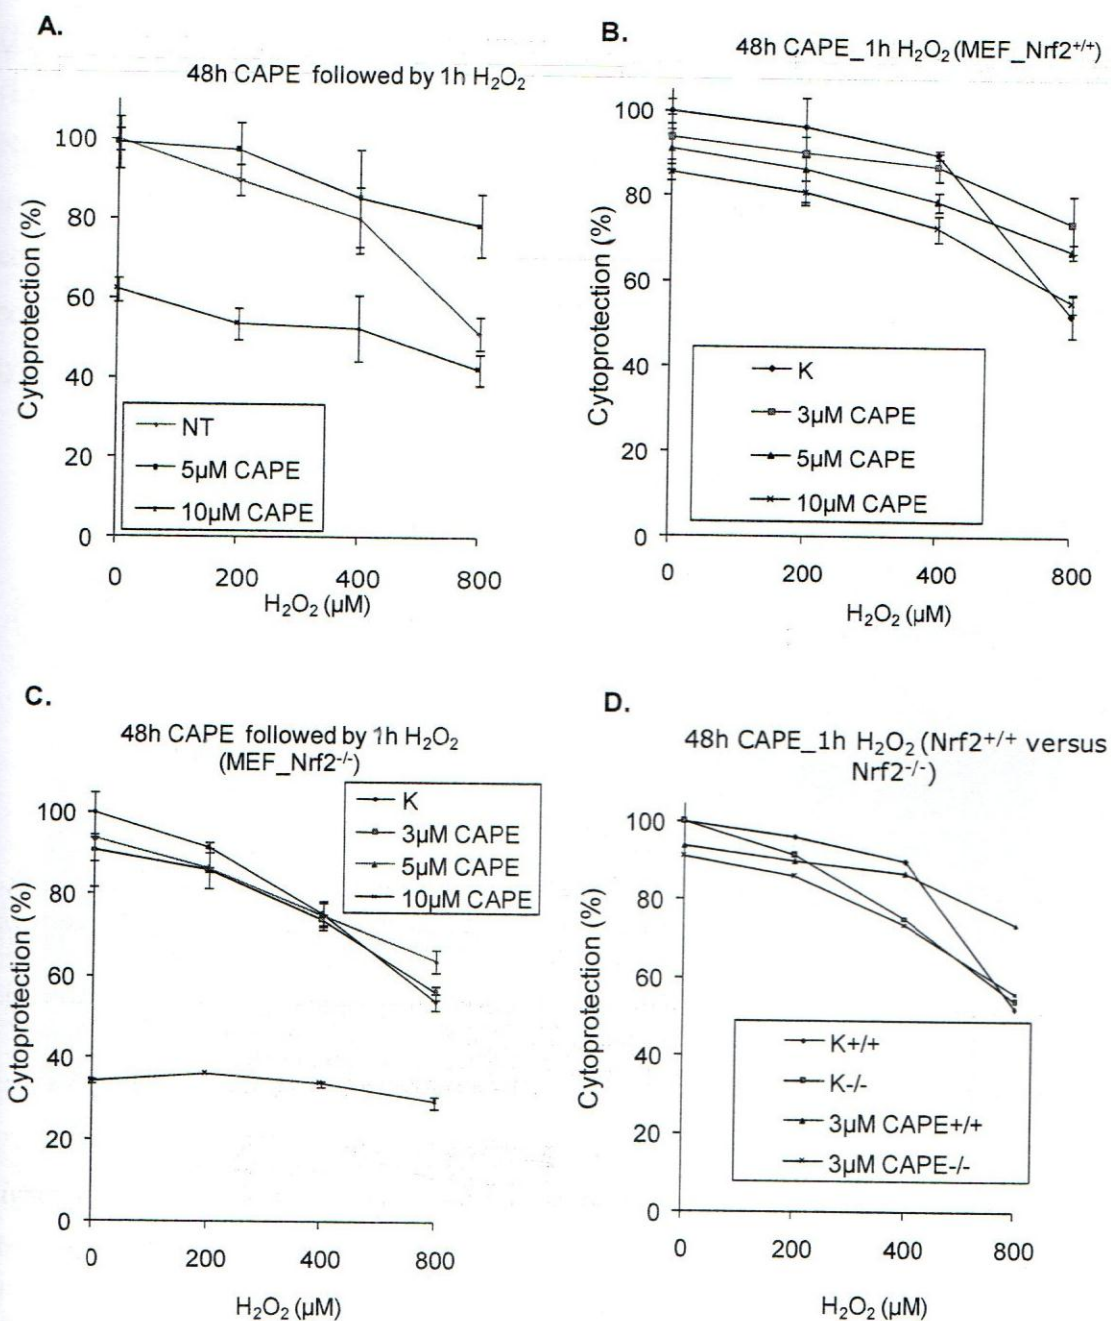 A.
48h CAPE followed by 1h H₂O₂
Cytoprotection (%)
100
80
60
40
20
0
NT
5µM CAPE
10µM CAPE
0 200 400 800
H₂O₂ (µM)
B.
48h CAPE_1h H₂O₂ (MEF_Nrf2⁺/⁺)
Cytoprotection (%)
100
80
60
40
20
0
K
3µM CAPE
5µM CAPE
10µM CAPE
0 200 400 800
H₂O₂ (µM)
C.
48h CAPE followed by 1h H₂O₂
(MEF_Nrf2⁻/⁻)
Cytoprotection (%)
100
80
60
40
20
0
K
3µM CAPE
5µM CAPE
10µM CAPE
0 200 400 800
H₂O₂ (µM)
D.
48h CAPE_1h H₂O₂ (Nrf2⁺/⁺ versus
Nrf2⁻/⁻)
Cytoprotection (%)
100
80
60
40
20
0
K+/+
K-/-
3µM CAPE+/+
3µM CAPE-/-
0 200 400 800
H₂O₂ (µM)